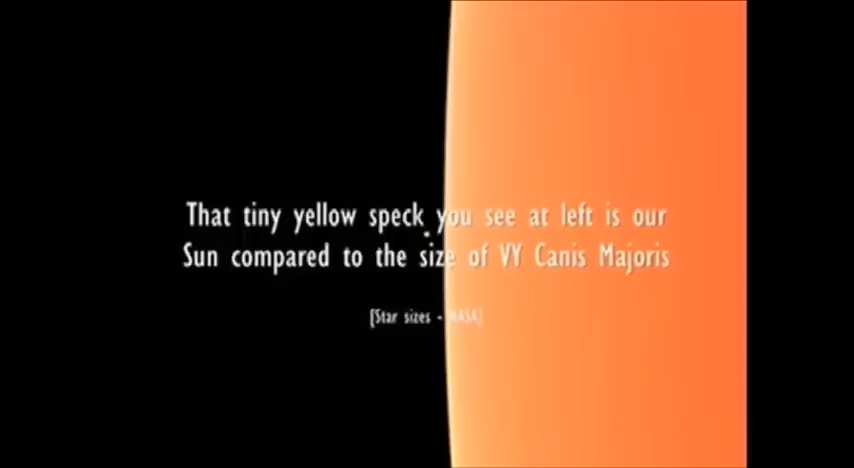 That tiny yellow speck you see at left is our
Sun compared to the size of VY Canis Majoris
[Star sizes - NASA]